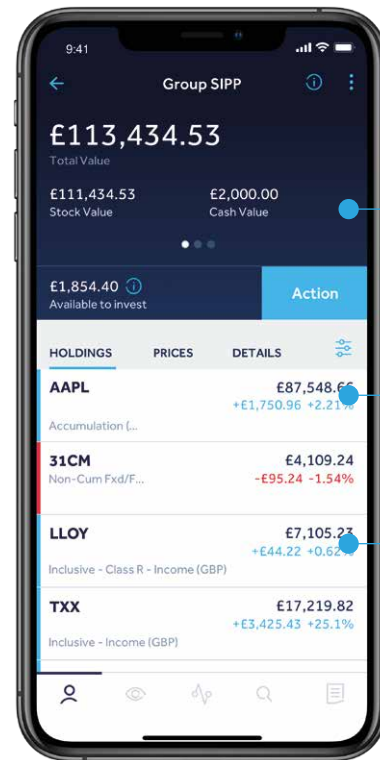 9:41
Group SIPP
£113,434.53
Total Value
£111,434.53 £2,000.00
Stock Value Cash Value
£1,854.40
Available to invest
Action
HOLDINGS PRICES DETAILS
AAPL £87,548.66
+£1,750.96 +2.21%
Accumulation (...
31CM £4,109.24
Non-Cum Fxd/F... -£95.24 -1.54%
LLOY £7,105.23
+£44.22 +0.62%
Inclusive - Class R - Income (GBP)
TXX £17,219.82
+£3,425.43 +25.1%
Inclusive - Income (GBP)